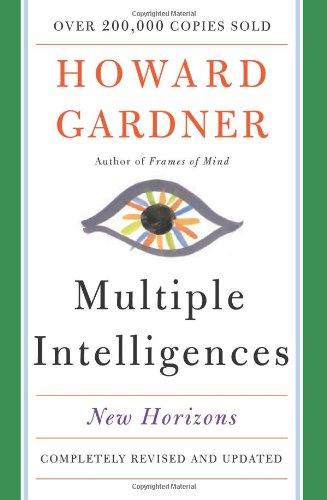 OVER 200,000 COPIES SOLD
HOWARD
GARDNER
Author of Frames of Mind
Multiple
Intelligences
New Horizons
COMPLETELY REVISED AND UPDATED